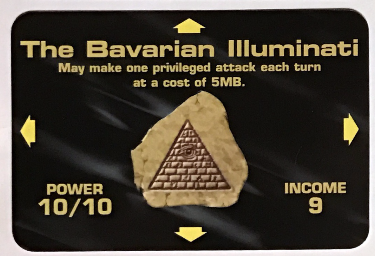 The Bavarian Illuminati
May make one privileged attack each turn
at a cost of 5MB.
POWER
10/10
INCOME
9